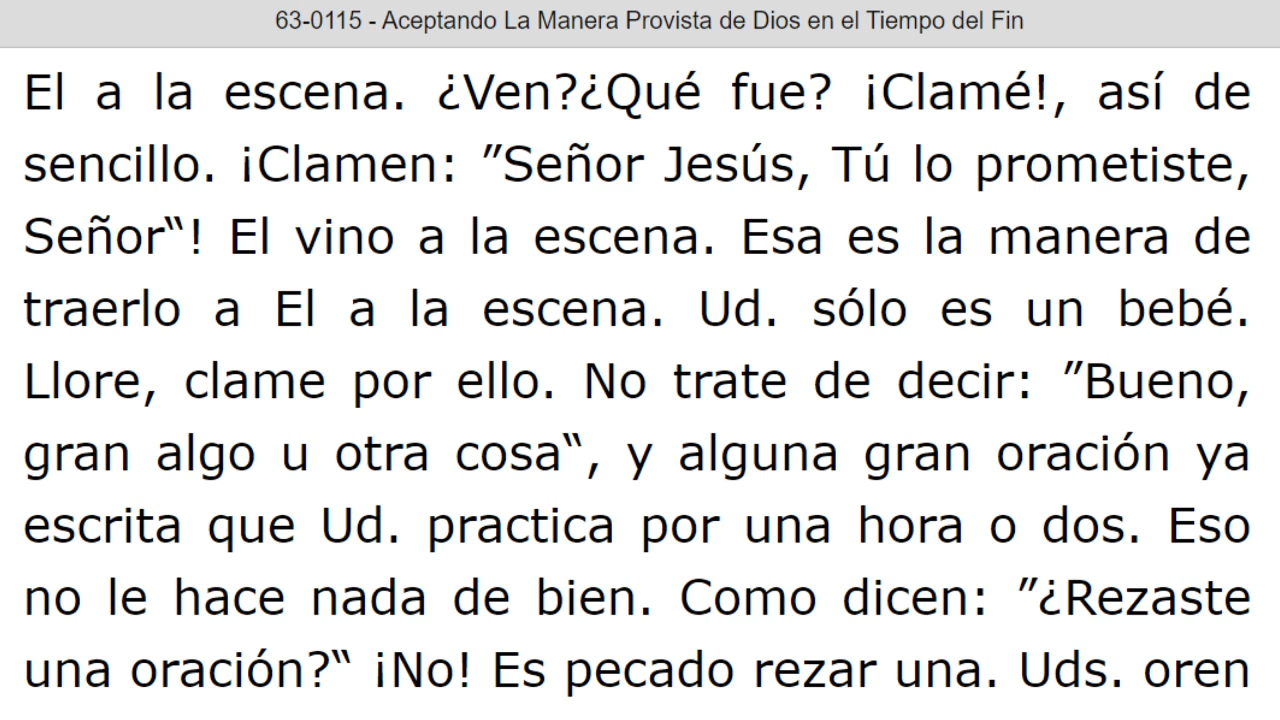 63-0115 - Aceptando La Manera Provista de Dios en el Tiempo del Fin
El a la escena. ¿Ven?¿Qué fue? ¡Clamé!, así de
sencillo. ¡Clamen: ”Señor Jesús, Tú lo prometiste,
Señor“! El vino a la escena. Esa es la manera de
traerlo a El a la escena. Ud. sólo es un bebé.
Llore, clame por ello. No trate de decir: ”Bueno,
gran algo u otra cosa“, y alguna gran oración ya
escrita que Ud. practica por una hora o dos. Eso
no le hace nada de bien. Como dicen: ”¿Rezaste
una oración?“ ¡No! Es pecado rezar una. Uds. oren